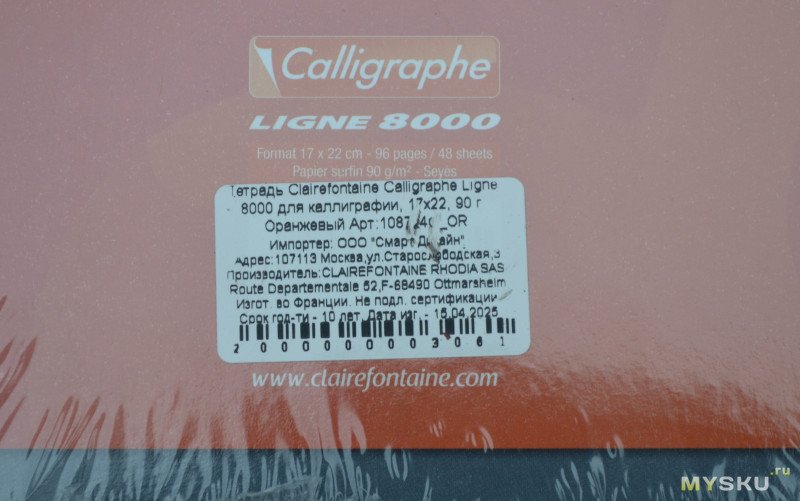 Calligraphe
LIGNE 8000
Format 17 x 22 cm - 96 pages / 48 sheets
Papier surfin 90 g/m² - Seyès
Тетрадь Clairefontaine Calligraphe Ligne
8000 для каллиграфии, 17x22, 90 г
Оранжевый Арт:
Импортер: ООО "Смарт Дизайн"
Адрес:107113 Москва,ул.Старослободская,3
Производитель:CLAIREFONTAINE RHODIA SAS
Route Departementale 52,F-68490 Ottmarsheim
Изгот. во Франции. Не подл. сертификации
Срок год-ти - 10 лет. Дата изг. - 15.04.2025
2000000003061
www.clairefontaine.com
MYSKU.ru